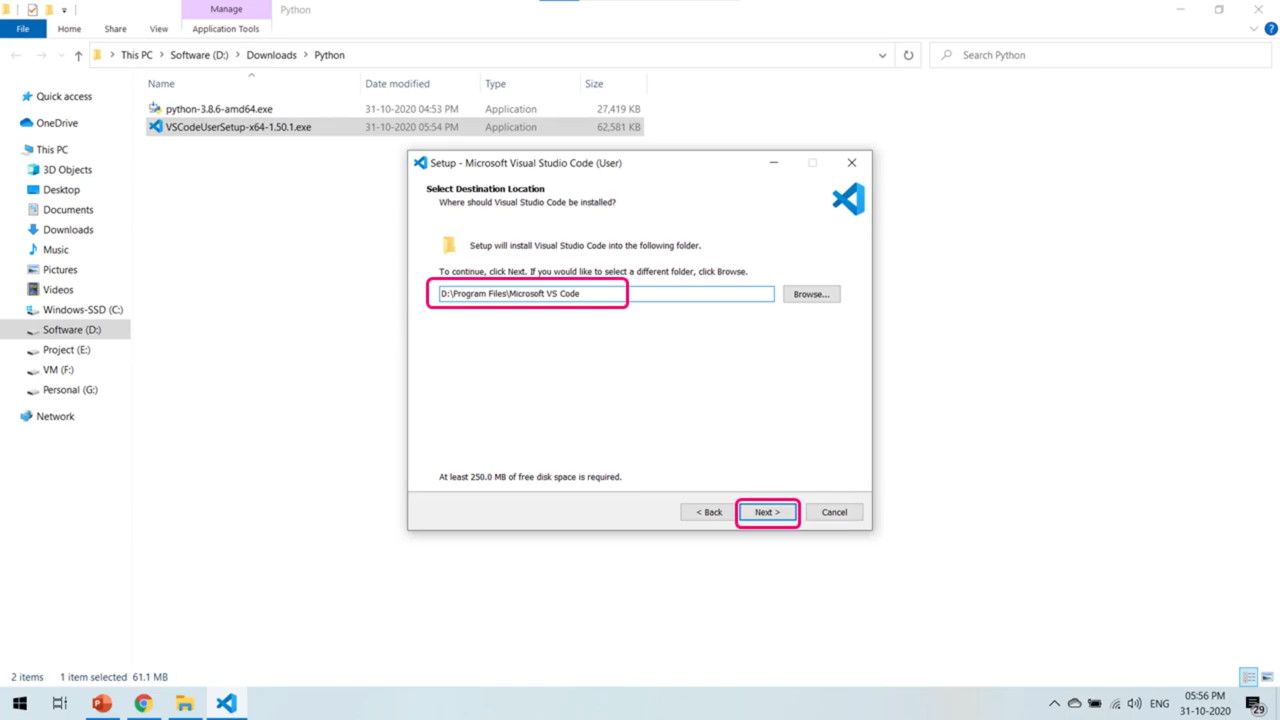 Manage
Python
File
Home
Share
View
Application Tools
This PC
Software (D:)
Downloads
Python
Search Python
Name
Date modified
Type
Size
python-3.8.6-amd64.exe
31-10-2020 04:53 PM
Application
27,419 KB
VSCodeUserSetup-x64-1.50.1.exe
31-10-2020 05:54 PM
Application
62,581 KB
Quick access
OneDrive
This PC
3D Objects
Desktop
Documents
Downloads
Music
Pictures
Videos
Windows-SSD (C:)
Software (D:)
Project (E:)
VM (F:)
Personal (G:)
Network
Setup - Microsoft Visual Studio Code (User)
Select Destination Location
Where should Visual Studio Code be installed?
Setup will install Visual Studio Code into the following folder.
To continue, click Next. If you would like to select a different folder, click Browse.
D:\Program Files\Microsoft VS Code
Browse...
At least 250.0 MB of free disk space is required.
< Back
Next >
Cancel
2 items
1 item selected 61.1 MB
ENG
05:56 PM
31-10-2020
29